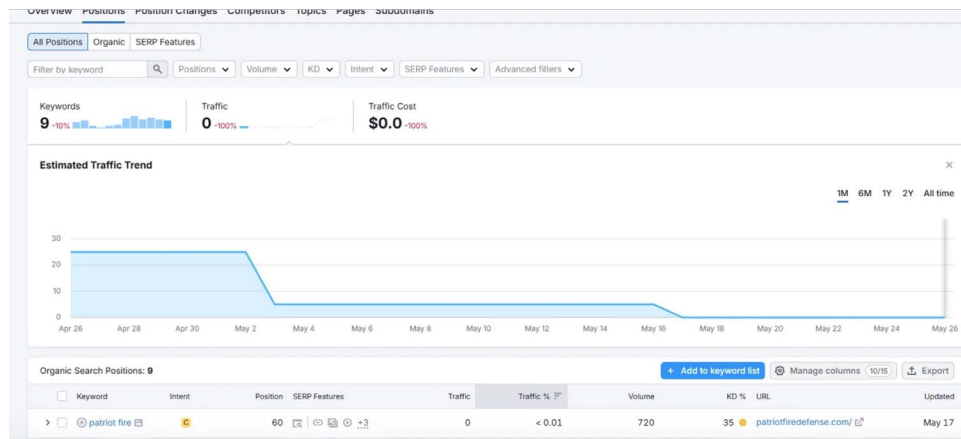 Overview Positions Position Changes Competitors Topics Pages Subdomains
All Positions Organic SERP Features
Filter by keyword Positions Volume KD Intent SERP Features Advanced filters
Keywords Traffic Traffic Cost
9 -10% 0 -100% $0.0 -100%
Estimated Traffic Trend
1M 6M 1Y 2Y All time
30
20
10
0
Apr 26 Apr 28 Apr 30 May 2 May 4 May 6 May 8 May 10 May 12 May 14 May 16 May 18 May 20 May 22 May 24 May 26
Organic Search Positions: 9 + Add to keyword list Manage columns 10/15 Export
Keyword Intent Position SERP Features Traffic Traffic % Volume KD % URL Updated
patriot fire C 60 +3 0 < 0.01 720 35 patriotfiredefense.com/ May 17